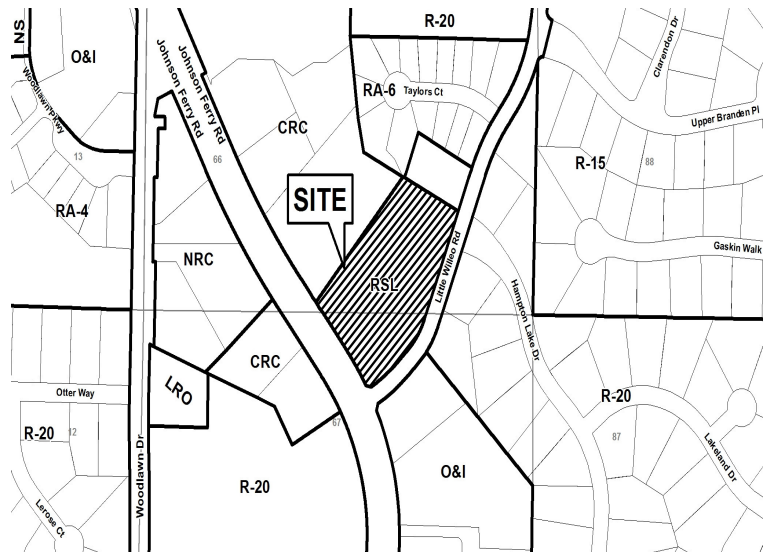 NS
O&I
Woodlawn Pkwy
13
RA-4
Johnson Ferry Rd
Johnson Ferry Rd
66
CRC
R-20
RA-6
Taylors Ct
Clarendon Dr
Upper Branden Pl
R-15
88
Gaskin Walk
SITE
NRC
RSL
Little Willeo Rd
Hampton Lake Dr
CRC
LRO
Otter Way
R-20
12
Woodlawn Dr
Lerose Ct
67
R-20
O&I
R-20
87
Lakeland Dr